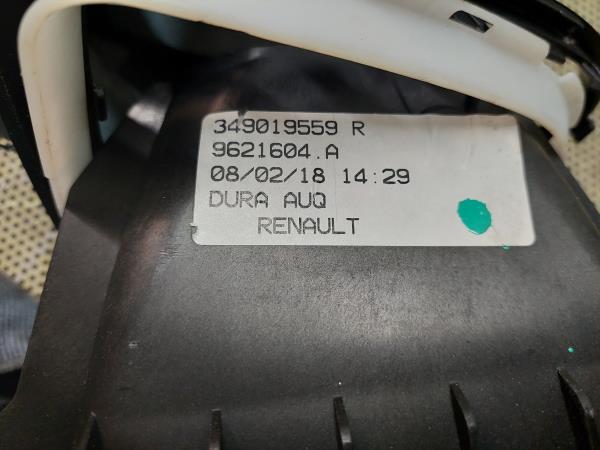 349019559 R
9621604.A
08/02/18 14:29
DURA AUQ
RENAULT